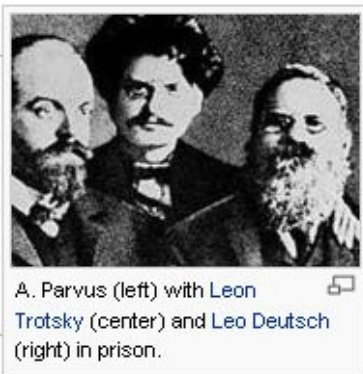 A. Parvus (left) with Leon
Trotsky (center) and Leo Deutsch
(right) in prison.